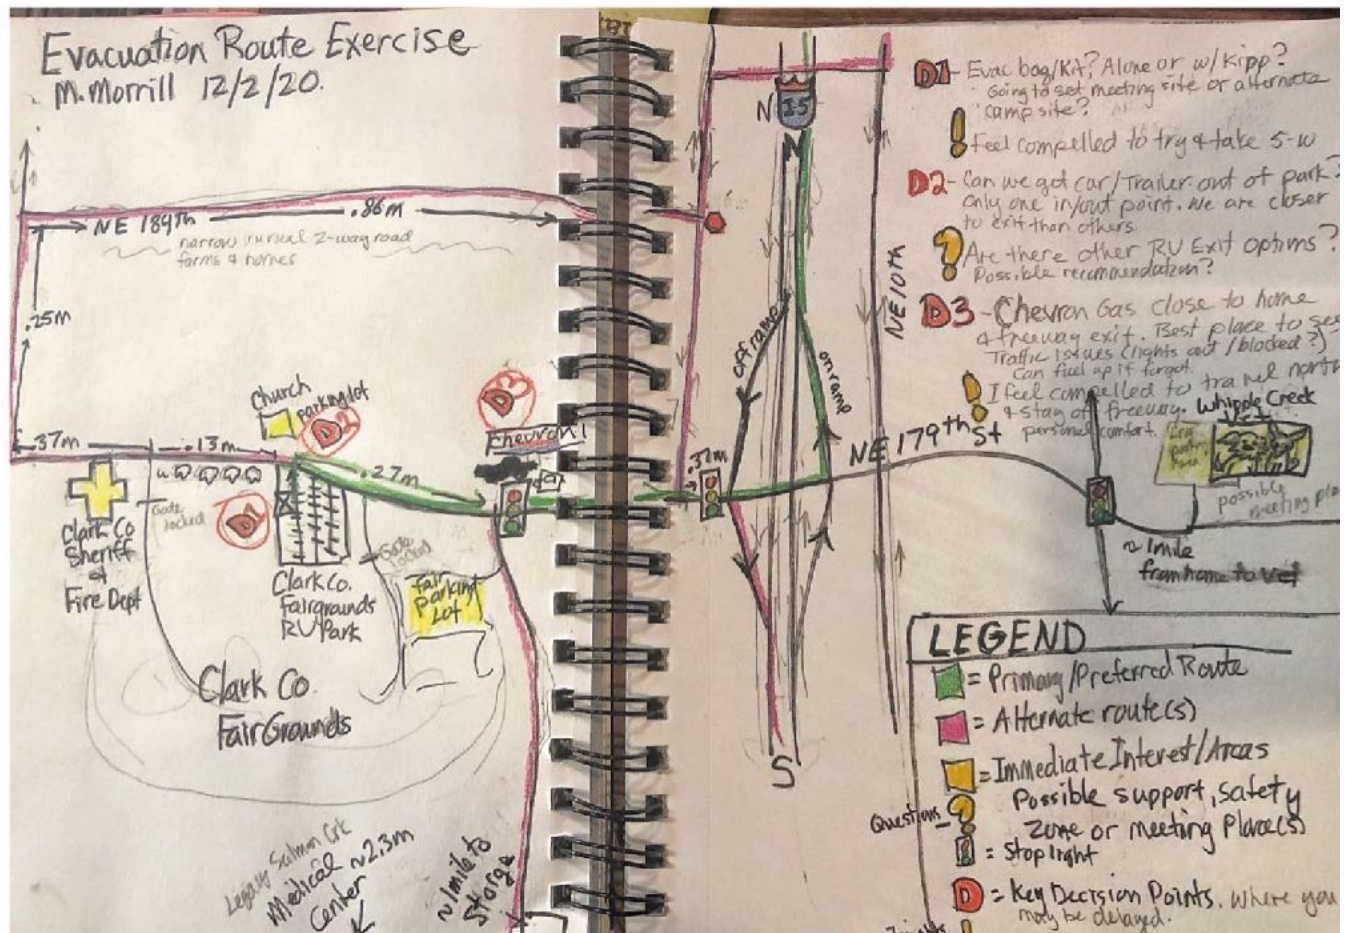 Evacuation Route Exercise
M.Morrill 12/2/20.
NE 189th
.86m
narrow rural 2-way road
farms & homes
.25m
Church
parking lot
D2
D3
Chevron
.37m
.13m
.27m
Gate
locked
D1
Gate
locked
Clark Co
Sheriff
&
Fire Dept
Clark Co.
Fairgrounds
RV Park
Fair
Parking
Lot
Clark Co.
FairGrounds
Legacy Salmon Crk
Medical ~2.3m
Center
~1mile to
Storge
N
I5
N
off ramp
on ramp
NE 10th
.37m
NE 179th St
S
D1- Evac bag/Kit? Alone or w/Kipp?
Going to set meeting site or alternate
camp site?
! Feel compelled to try & take 5-w
D2- Can we get car/Trailer out of park?
Only one in/out point. We are closer
to exit than others.
? Are there other RV Exit options?
Possible recommendation?
D3 - Chevron Gas close to home
& freeway exit. Best place to see
Traffic issues (lights out/blocked?)
Can fuel up if forgot.
! I feel compelled to travel north
& stay off freeway.
personal comfort.
Whipple Creek
possible
meeting pla
~1mile
from home to vet
LEGEND
= Primary/Preferred Route
= Alternate route(s)
= Immediate Interest/Areas
Possible support, safety
zone or meeting Place(s)
Questions - ?
= Stoplight
D = Key Decision Points. where you
may be delayed.